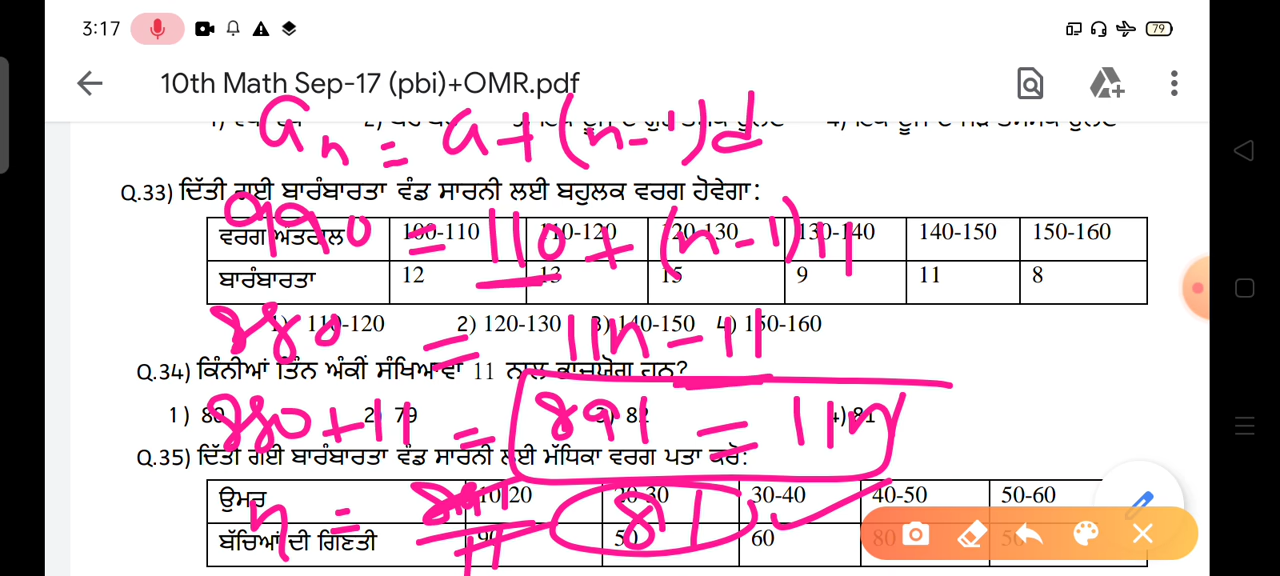 3:17 79
10th Math Sep-17 (pbi)+OMR.pdf
aₙ = a + (n-1)d
Q.33) ਦਿੱਤੀ ਗਈ ਬਾਰੰਬਾਰਤਾ ਵੰਡ ਸਾਰਨੀ ਲਈ ਬਹੁਲਕ ਵਰਗ ਹੋਵੇਗਾ:
ਵਰਗ ਅੰਤਰਾਲ 100-110 110-120 120-130 130-140 140-150 150-160
990 = 110 + (n-1)11
ਬਾਰੰਬਾਰਤਾ 12 13 15 9 11 8
1) 110-120 2) 120-130 3) 140-150 4) 150-160
880 = 11n-11
Q.34) ਕਿੰਨੀਆਂ ਤਿੰਨ ਅੰਕੀਂ ਸੰਖਿਆਵਾਂ 11 ਨਾਲ ਭਾਜਯੋਗ ਹਨ?
1) 80 2) 79 3) 82 4) 81
880+11 = 891 = 11n
Q.35) ਦਿੱਤੀ ਗਈ ਬਾਰੰਬਾਰਤਾ ਵੰਡ ਸਾਰਨੀ ਲਈ ਮੱਧਿਕਾ ਵਰਗ ਪਤਾ ਕਰੋ:
ਉਮਰ 10-20 20-30 30-40 40-50 50-60
n = 891/11 = 81
ਬੱਚਿਆਂ ਦੀ ਗਿਣਤੀ 90 50 60 80